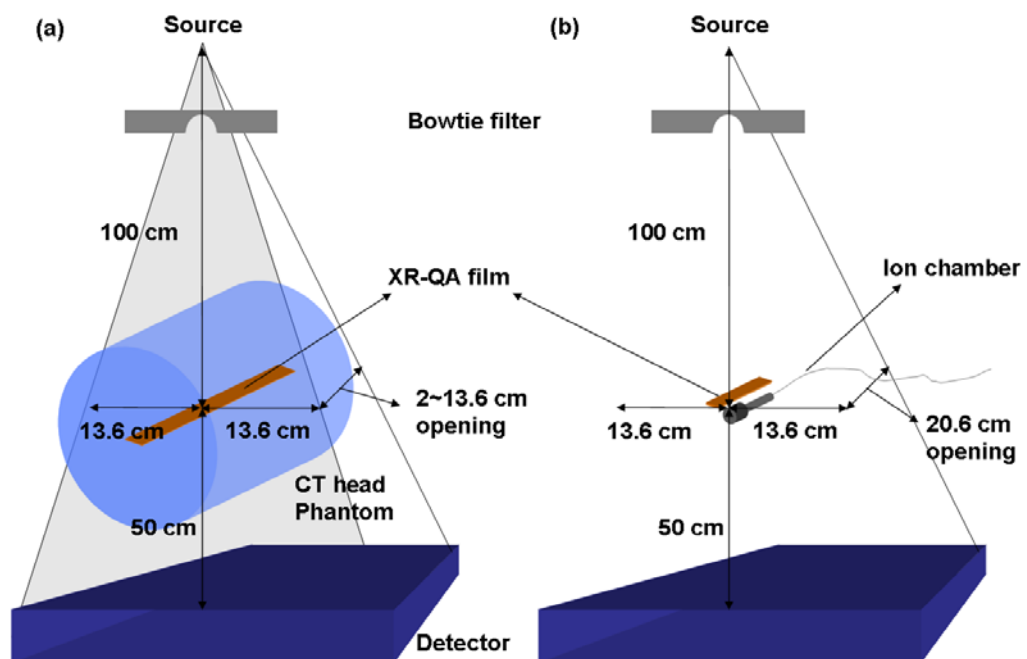 (a)
Source
Bowtie filter
100 cm
XR-QA film
13.6 cm
13.6 cm
2~13.6 cm
opening
CT head
Phantom
50 cm
Detector
(b)
Source
100 cm
Ion chamber
13.6 cm
13.6 cm
20.6 cm
opening
50 cm